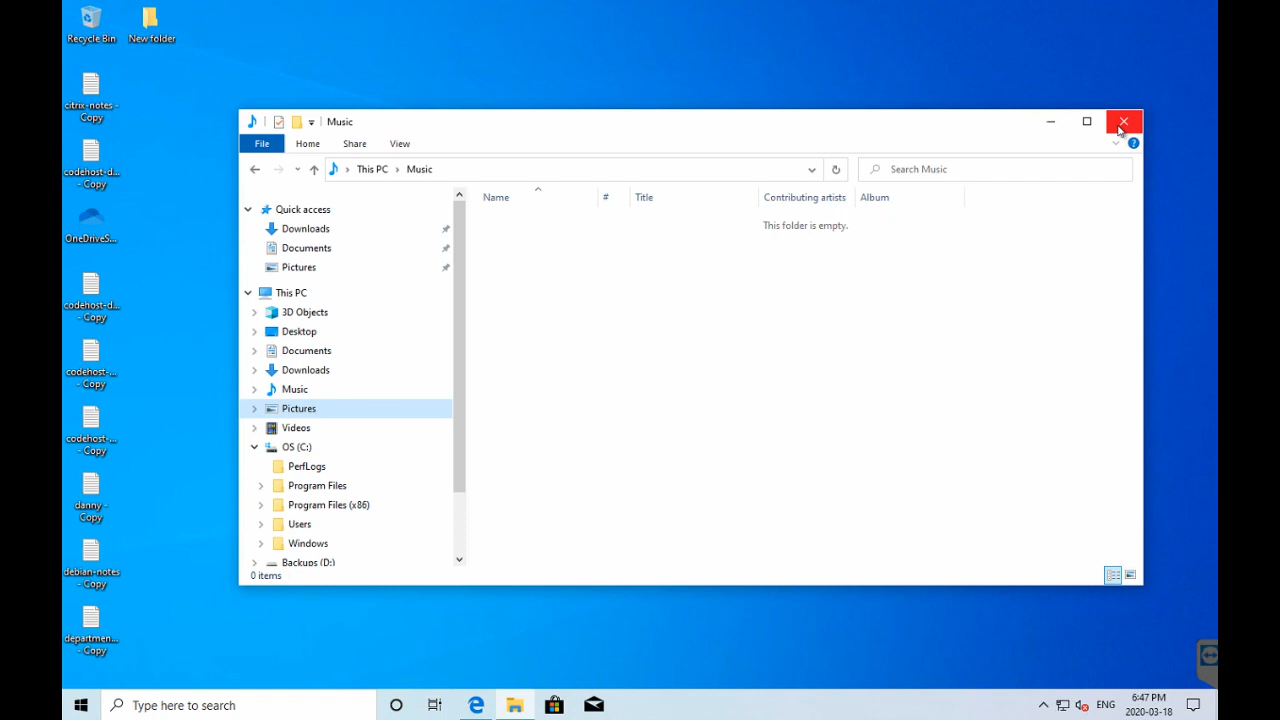 Recycle Bin
New folder
citrix-notes -
Copy
codehost-d...
- Copy
OneDriveS...
codehost-d...
- Copy
codehost-...
- Copy
codehost-...
- Copy
danny -
Copy
debian-notes
- Copy
departmen...
- Copy
Music
File Home Share View
This PC Music
Search Music
Name # Title Contributing artists Album
This folder is empty.
Quick access
Downloads
Documents
Pictures
This PC
3D Objects
Desktop
Documents
Downloads
Music
Pictures
Videos
OS (C:)
PerfLogs
Program Files
Program Files (x86)
Users
Windows
Backups (D:)
0 items
Type here to search
ENG
6:47 PM
2020-03-18